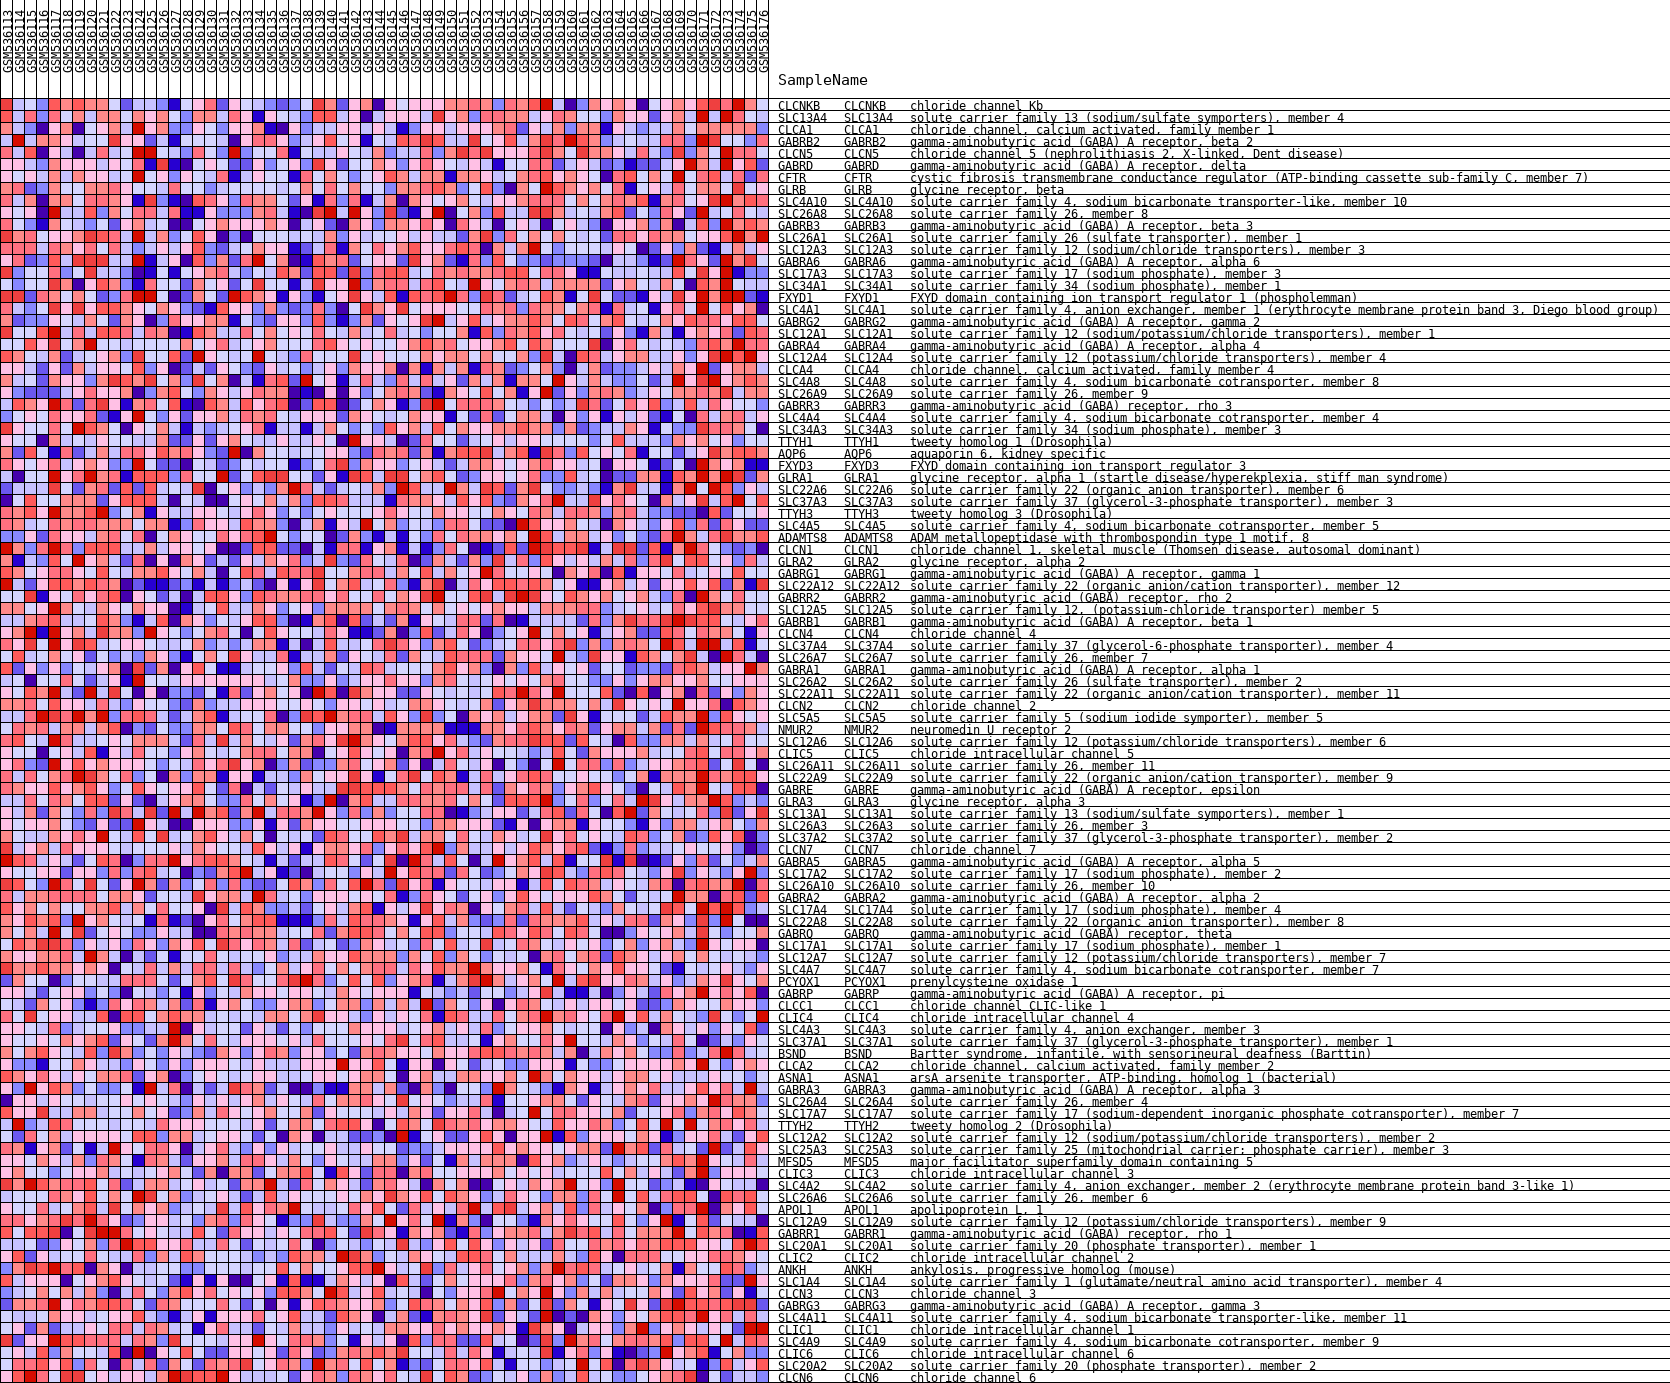 GSM536113 GSM536114 GSM536115 GSM536116 GSM536117 GSM536118 GSM536119 GSM536120 GSM536121 GSM536122 GSM536123 GSM536124 GSM536125 GSM536126 GSM536127 GSM536128 GSM536129 GSM536130 GSM536131 GSM536132 GSM536133 GSM536134 GSM536135 GSM536136 GSM536137 GSM536138 GSM536139 GSM536140 GSM536141 GSM536142 GSM536143 GSM536144 GSM536145 GSM536146 GSM536147 GSM536148 GSM536149 GSM536150 GSM536151 GSM536152 GSM536153 GSM536154 GSM536155 GSM536156 GSM536157 GSM536158 GSM536159 GSM536160 GSM536161 GSM536162 GSM536163 GSM536164 GSM536165 GSM536166 GSM536167 GSM536168 GSM536169 GSM536170 GSM536171 GSM536172 GSM536173 GSM536174 GSM536175 GSM536176
SampleName
CLCNKB CLCNKB chloride channel Kb
SLC13A4 SLC13A4 solute carrier family 13 (sodium/sulfate symporters), member 4
CLCA1 CLCA1 chloride channel, calcium activated, family member 1
GABRB2 GABRB2 gamma-aminobutyric acid (GABA) A receptor, beta 2
CLCN5 CLCN5 chloride channel 5 (nephrolithiasis 2, X-linked, Dent disease)
GABRD GABRD gamma-aminobutyric acid (GABA) A receptor, delta
CFTR CFTR cystic fibrosis transmembrane conductance regulator (ATP-binding cassette sub-family C, member 7)
GLRB GLRB glycine receptor, beta
SLC4A10 SLC4A10 solute carrier family 4, sodium bicarbonate transporter-like, member 10
SLC26A8 SLC26A8 solute carrier family 26, member 8
GABRB3 GABRB3 gamma-aminobutyric acid (GABA) A receptor, beta 3
SLC26A1 SLC26A1 solute carrier family 26 (sulfate transporter), member 1
SLC12A3 SLC12A3 solute carrier family 12 (sodium/chloride transporters), member 3
GABRA6 GABRA6 gamma-aminobutyric acid (GABA) A receptor, alpha 6
SLC17A3 SLC17A3 solute carrier family 17 (sodium phosphate), member 3
SLC34A1 SLC34A1 solute carrier family 34 (sodium phosphate), member 1
FXYD1 FXYD1 FXYD domain containing ion transport regulator 1 (phospholemman)
SLC4A1 SLC4A1 solute carrier family 4, anion exchanger, member 1 (erythrocyte membrane protein band 3, Diego blood group)
GABRG2 GABRG2 gamma-aminobutyric acid (GABA) A receptor, gamma 2
SLC12A1 SLC12A1 solute carrier family 12 (sodium/potassium/chloride transporters), member 1
GABRA4 GABRA4 gamma-aminobutyric acid (GABA) A receptor, alpha 4
SLC12A4 SLC12A4 solute carrier family 12 (potassium/chloride transporters), member 4
CLCA4 CLCA4 chloride channel, calcium activated, family member 4
SLC4A8 SLC4A8 solute carrier family 4, sodium bicarbonate cotransporter, member 8
SLC26A9 SLC26A9 solute carrier family 26, member 9
GABRR3 GABRR3 gamma-aminobutyric acid (GABA) receptor, rho 3
SLC4A4 SLC4A4 solute carrier family 4, sodium bicarbonate cotransporter, member 4
SLC34A3 SLC34A3 solute carrier family 34 (sodium phosphate), member 3
TTYH1 TTYH1 tweety homolog 1 (Drosophila)
AQP6 AQP6 aquaporin 6, kidney specific
FXYD3 FXYD3 FXYD domain containing ion transport regulator 3
GLRA1 GLRA1 glycine receptor, alpha 1 (startle disease/hyperekplexia, stiff man syndrome)
SLC22A6 SLC22A6 solute carrier family 22 (organic anion transporter), member 6
SLC37A3 SLC37A3 solute carrier family 37 (glycerol-3-phosphate transporter), member 3
TTYH3 TTYH3 tweety homolog 3 (Drosophila)
SLC4A5 SLC4A5 solute carrier family 4, sodium bicarbonate cotransporter, member 5
ADAMTS8 ADAMTS8 ADAM metallopeptidase with thrombospondin type 1 motif, 8
CLCN1 CLCN1 chloride channel 1, skeletal muscle (Thomsen disease, autosomal dominant)
GLRA2 GLRA2 glycine receptor, alpha 2
GABRG1 GABRG1 gamma-aminobutyric acid (GABA) A receptor, gamma 1
SLC22A12 SLC22A12 solute carrier family 22 (organic anion/cation transporter), member 12
GABRR2 GABRR2 gamma-aminobutyric acid (GABA) receptor, rho 2
SLC12A5 SLC12A5 solute carrier family 12, (potassium-chloride transporter) member 5
GABRB1 GABRB1 gamma-aminobutyric acid (GABA) A receptor, beta 1
CLCN4 CLCN4 chloride channel 4
SLC37A4 SLC37A4 solute carrier family 37 (glycerol-6-phosphate transporter), member 4
SLC26A7 SLC26A7 solute carrier family 26, member 7
GABRA1 GABRA1 gamma-aminobutyric acid (GABA) A receptor, alpha 1
SLC26A2 SLC26A2 solute carrier family 26 (sulfate transporter), member 2
SLC22A11 SLC22A11 solute carrier family 22 (organic anion/cation transporter), member 11
CLCN2 CLCN2 chloride channel 2
SLC5A5 SLC5A5 solute carrier family 5 (sodium iodide symporter), member 5
NMUR2 NMUR2 neuromedin U receptor 2
SLC12A6 SLC12A6 solute carrier family 12 (potassium/chloride transporters), member 6
CLIC5 CLIC5 chloride intracellular channel 5
SLC26A11 SLC26A11 solute carrier family 26, member 11
SLC22A9 SLC22A9 solute carrier family 22 (organic anion/cation transporter), member 9
GABRE GABRE gamma-aminobutyric acid (GABA) A receptor, epsilon
GLRA3 GLRA3 glycine receptor, alpha 3
SLC13A1 SLC13A1 solute carrier family 13 (sodium/sulfate symporters), member 1
SLC26A3 SLC26A3 solute carrier family 26, member 3
SLC37A2 SLC37A2 solute carrier family 37 (glycerol-3-phosphate transporter), member 2
CLCN7 CLCN7 chloride channel 7
GABRA5 GABRA5 gamma-aminobutyric acid (GABA) A receptor, alpha 5
SLC17A2 SLC17A2 solute carrier family 17 (sodium phosphate), member 2
SLC26A10 SLC26A10 solute carrier family 26, member 10
GABRA2 GABRA2 gamma-aminobutyric acid (GABA) A receptor, alpha 2
SLC17A4 SLC17A4 solute carrier family 17 (sodium phosphate), member 4
SLC22A8 SLC22A8 solute carrier family 22 (organic anion transporter), member 8
GABRQ GABRQ gamma-aminobutyric acid (GABA) receptor, theta
SLC17A1 SLC17A1 solute carrier family 17 (sodium phosphate), member 1
SLC12A7 SLC12A7 solute carrier family 12 (potassium/chloride transporters), member 7
SLC4A7 SLC4A7 solute carrier family 4, sodium bicarbonate cotransporter, member 7
PCYOX1 PCYOX1 prenylcysteine oxidase 1
GABRP GABRP gamma-aminobutyric acid (GABA) A receptor, pi
CLCC1 CLCC1 chloride channel CLIC-like 1
CLIC4 CLIC4 chloride intracellular channel 4
SLC4A3 SLC4A3 solute carrier family 4, anion exchanger, member 3
SLC37A1 SLC37A1 solute carrier family 37 (glycerol-3-phosphate transporter), member 1
BSND BSND Bartter syndrome, infantile, with sensorineural deafness (Barttin)
CLCA2 CLCA2 chloride channel, calcium activated, family member 2
ASNA1 ASNA1 arsA arsenite transporter, ATP-binding, homolog 1 (bacterial)
GABRA3 GABRA3 gamma-aminobutyric acid (GABA) A receptor, alpha 3
SLC26A4 SLC26A4 solute carrier family 26, member 4
SLC17A7 SLC17A7 solute carrier family 17 (sodium-dependent inorganic phosphate cotransporter), member 7
TTYH2 TTYH2 tweety homolog 2 (Drosophila)
SLC12A2 SLC12A2 solute carrier family 12 (sodium/potassium/chloride transporters), member 2
SLC25A3 SLC25A3 solute carrier family 25 (mitochondrial carrier; phosphate carrier), member 3
MFSD5 MFSD5 major facilitator superfamily domain containing 5
CLIC3 CLIC3 chloride intracellular channel 3
SLC4A2 SLC4A2 solute carrier family 4, anion exchanger, member 2 (erythrocyte membrane protein band 3-like 1)
SLC26A6 SLC26A6 solute carrier family 26, member 6
APOL1 APOL1 apolipoprotein L, 1
SLC12A9 SLC12A9 solute carrier family 12 (potassium/chloride transporters), member 9
GABRR1 GABRR1 gamma-aminobutyric acid (GABA) receptor, rho 1
SLC20A1 SLC20A1 solute carrier family 20 (phosphate transporter), member 1
CLIC2 CLIC2 chloride intracellular channel 2
ANKH ANKH ankylosis, progressive homolog (mouse)
SLC1A4 SLC1A4 solute carrier family 1 (glutamate/neutral amino acid transporter), member 4
CLCN3 CLCN3 chloride channel 3
GABRG3 GABRG3 gamma-aminobutyric acid (GABA) A receptor, gamma 3
SLC4A11 SLC4A11 solute carrier family 4, sodium bicarbonate transporter-like, member 11
CLIC1 CLIC1 chloride intracellular channel 1
SLC4A9 SLC4A9 solute carrier family 4, sodium bicarbonate cotransporter, member 9
CLIC6 CLIC6 chloride intracellular channel 6
SLC20A2 SLC20A2 solute carrier family 20 (phosphate transporter), member 2
CLCN6 CLCN6 chloride channel 6